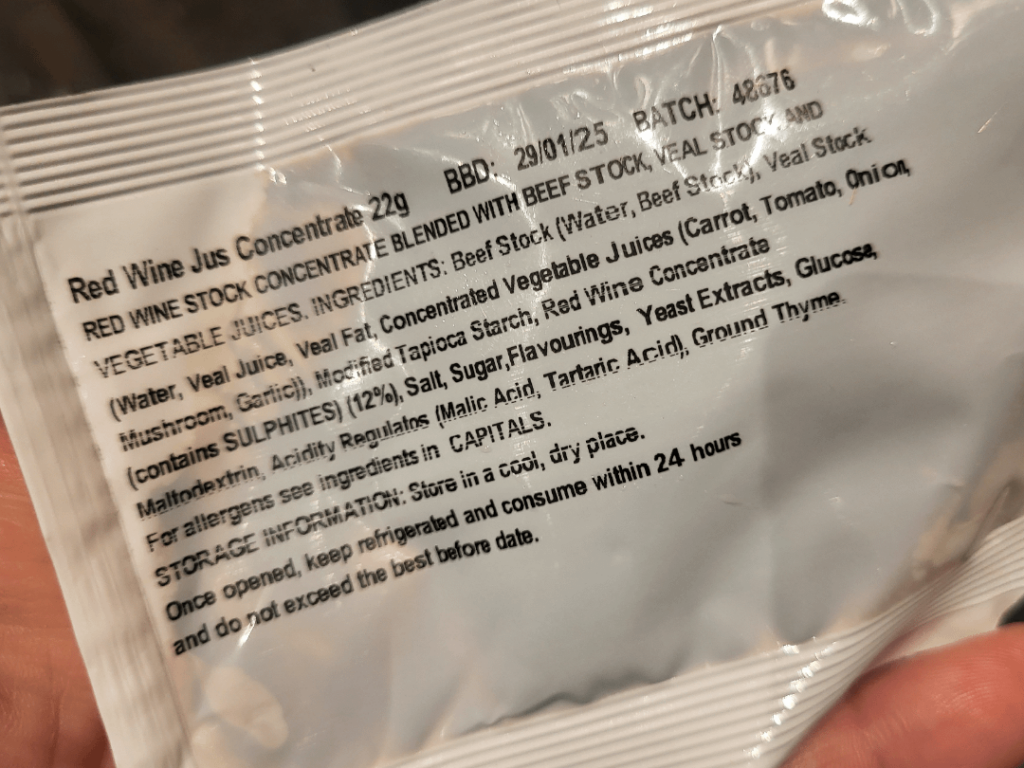 Red Wine Jus Concentrate 22g BBD: 29/01/25 BATCH: 48676
RED WINE STOCK CONCENTRATE BLENDED WITH BEEF STOCK, VEAL STOCK AND
VEGETABLE JUICES. INGREDIENTS: Beef Stock (Water, Beef Stock), Veal Stock
(Water, Veal Juice, Veal Fat, Concentrated Vegetable Juices (Carrot, Tomato, Onion,
Mushroom, Garlic)), Modified Tapioca Starch, Red Wine Concentrate
(contains SULPHITES) (12%), Salt, Sugar,Flavourings, Yeast Extracts, Glucose,
Maltodextrin, Acidity Regulatos (Malic Acid, Tartaric Acid), Ground Thyme.
For allergens see ingredients in CAPITALS.
STORAGE INFORMATION: Store in a cool, dry place.
Once opened, keep refrigerated and consume within 24 hours
and do not exceed the best before date.